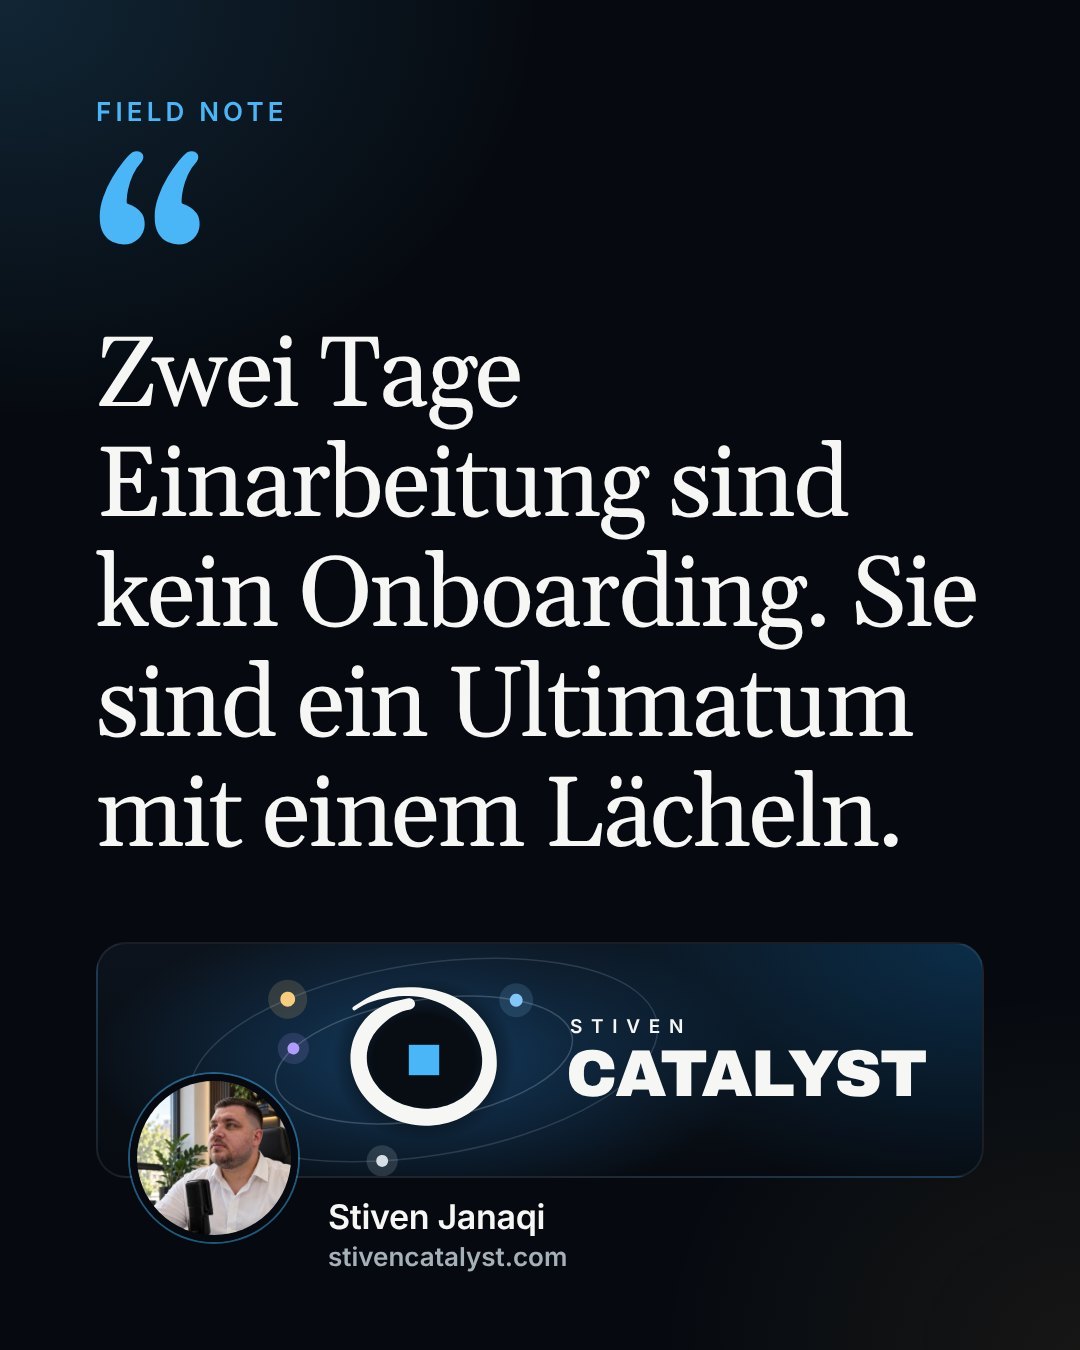 FIELD NOTE
“
Zwei Tage
Einarbeitung sind
kein Onboarding. Sie
sind ein Ultimatum
mit einem Lächeln.
STIVEN
CATALYST
Stiven Janaqi
stivencatalyst.com